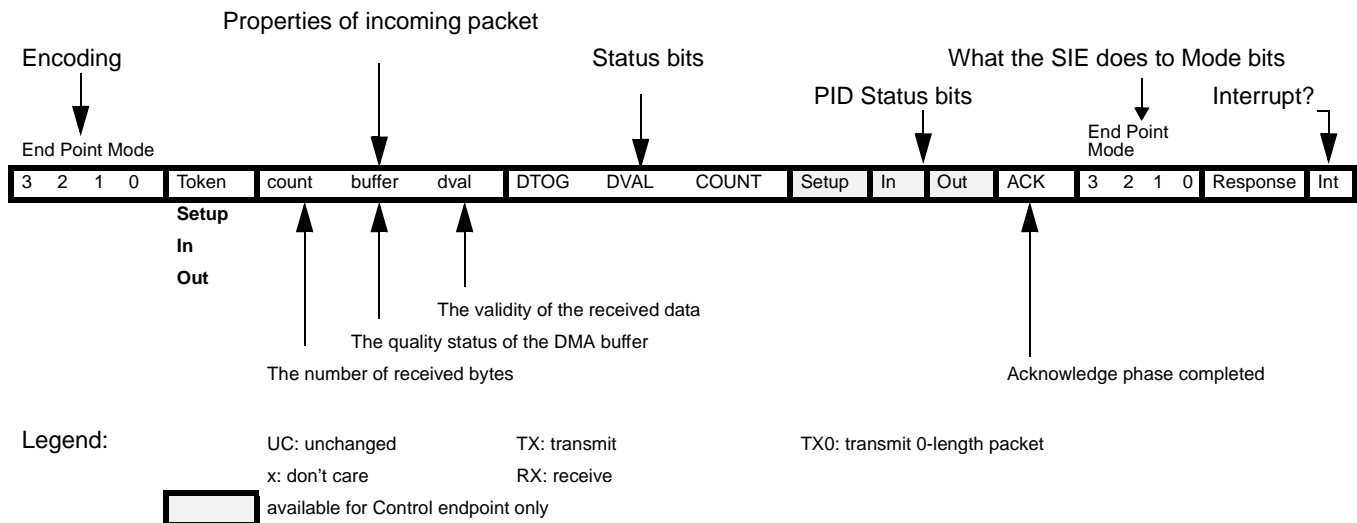 Properties of incoming packet
Encoding
Status bits
What the SIE does to Mode bits
PID Status bits
Interrupt?
End Point Mode
End Point
Mode
3 2 1 0 Token count buffer dval DTOG DVAL COUNT Setup In Out ACK 3 2 1 0 Response Int
Setup
In
Out
The validity of the received data
The quality status of the DMA buffer
The number of received bytes
Acknowledge phase completed
Legend:
UC: unchanged TX: transmit TX0: transmit 0-length packet
x: don't care RX: receive
available for Control endpoint only